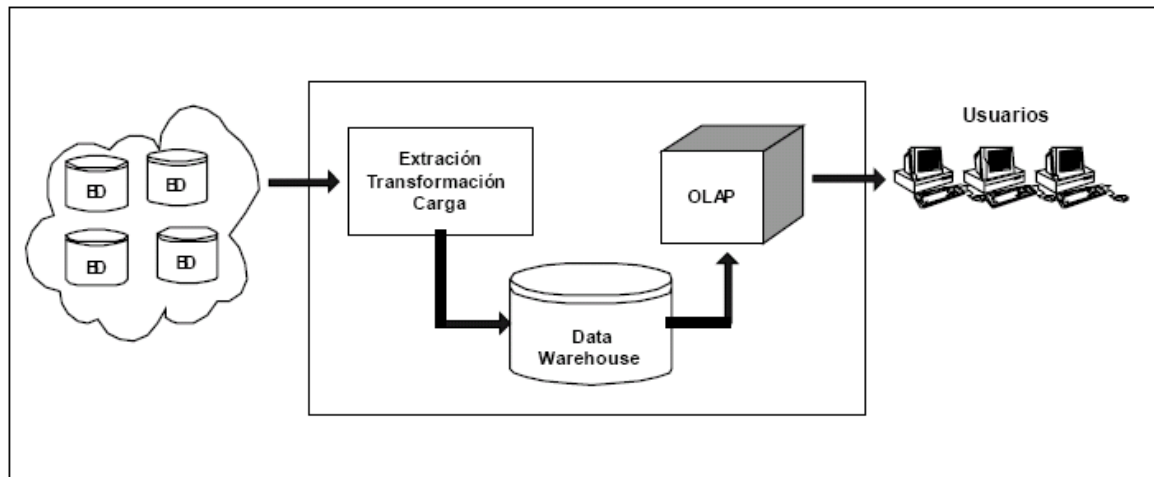 BD
BD
BD
BD
Extración
Transformación
Carga
Data
Warehouse
OLAP
Usuarios